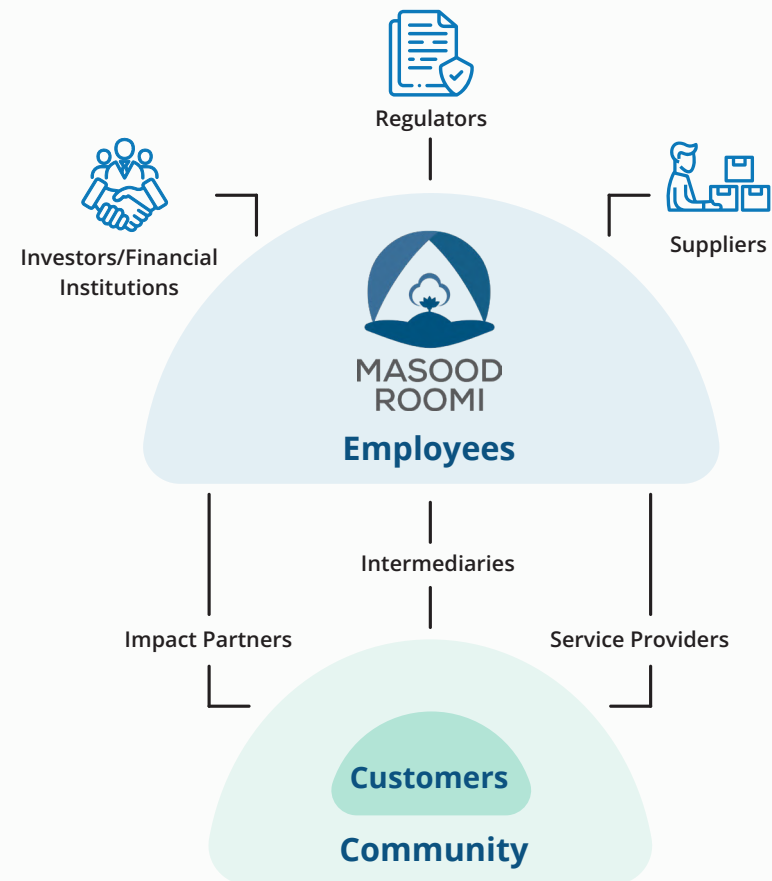 Regulators
Investors/Financial
Institutions
Suppliers
MASOOD
ROOMI
Employees
Intermediaries
Impact Partners
Service Providers
Customers
Community